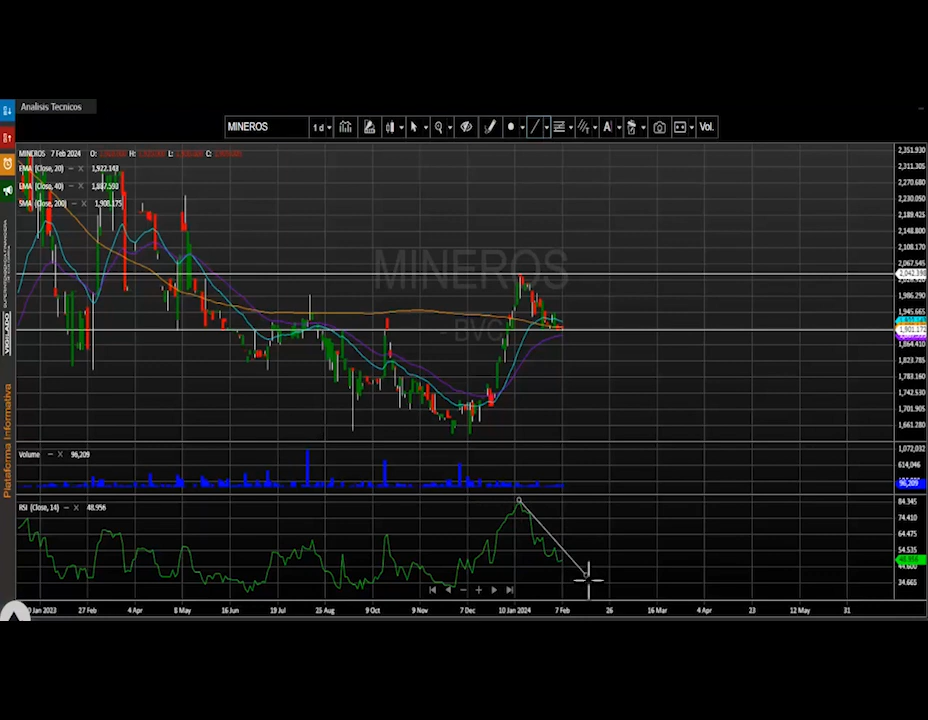 Analisis Tecnicos
MINEROS 1 d Vol.
MINEROS 7 Feb 2024 O: H: L: C:
EMA (Close, 20) 1,922.143
EMA (Close, 40)
SMA (Close, 200) 1,908.175
MINEROS
- BVC
2,351.930
2,311.305
2,270.680
2,230.050
2,189.425
2,148.800
2,108.170
2,067.545
2,042.398
1,986.290
1,945.665
1,901.172
1,864.410
1,823.785
1,783.160
1,742.530
1,701.905
1,661.280
Volume 96,209
1,072,032
614,046
96,209
RSI (Close, 14) 48.956
84.345
74.410
64.475
54.535
48.956
34.665
Jan 2023 27 Feb 4 Apr 8 May 16 Jun 19 Jul 25 Aug 9 Oct 9 Nov 7 Dec 10 Jan 2024 7 Feb 26 16 Mar 4 Apr 23 12 May 31
VIGILADO
Plataforma Informativa